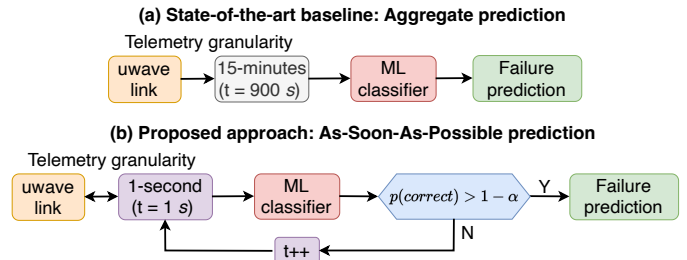 (a) State-of-the-art baseline: Aggregate prediction
Telemetry granularity
uwave link
15-minutes (t = 900 s)
ML classifier
Failure prediction
(b) Proposed approach: As-Soon-As-Possible prediction
Telemetry granularity
uwave link
1-second (t = 1 s)
ML classifier
p(correct) > 1 − α
Y
Failure prediction
N
t++